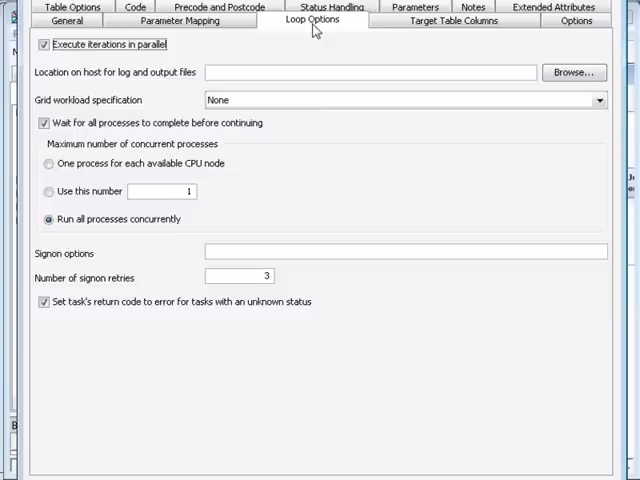 Table Options Code Precode and Postcode Status Handling Parameters Notes Extended Attributes
General Parameter Mapping Loop Options Target Table Columns Options
Execute iterations in parallel
Location on host for log and output files Browse...
Grid workload specification None
Wait for all processes to complete before continuing
Maximum number of concurrent processes
One process for each available CPU node
Use this number 1
Run all processes concurrently
Signon options
Number of signon retries 3
Set task's return code to error for tasks with an unknown status